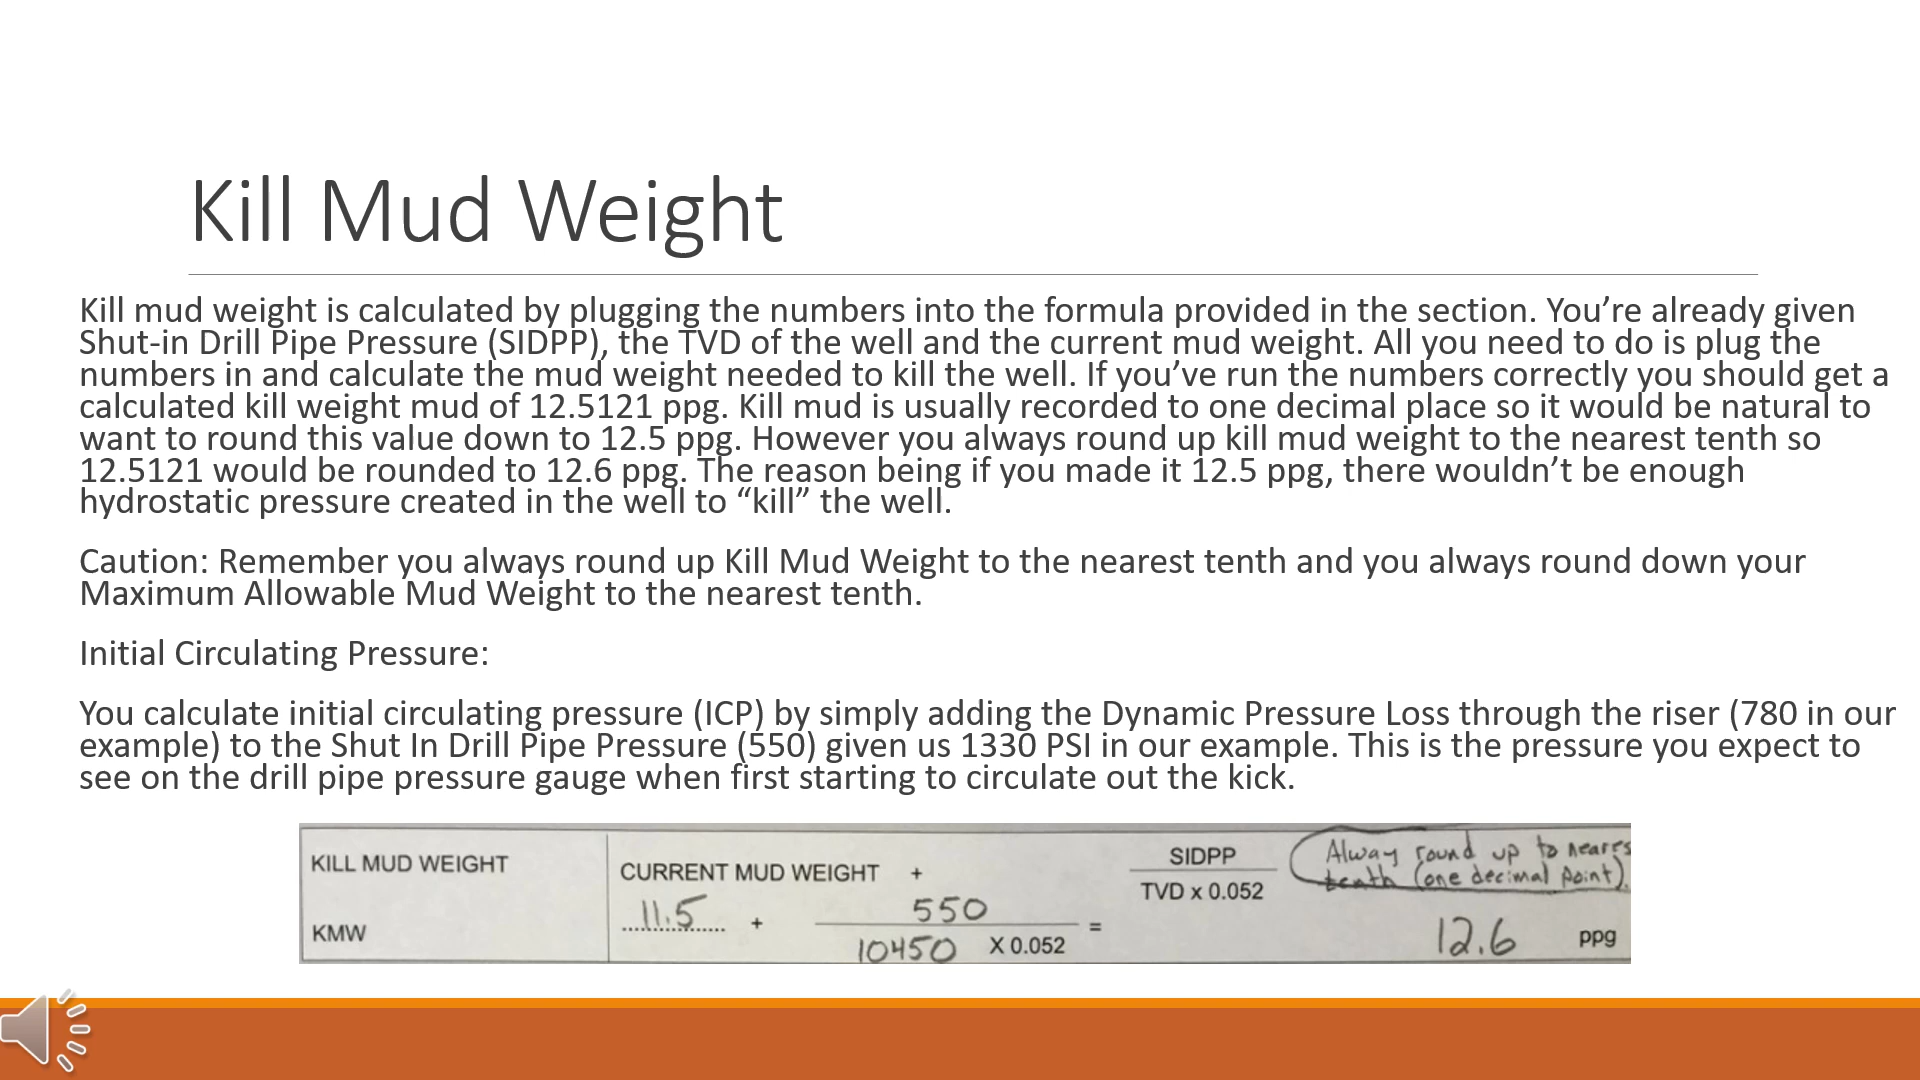 Kill Mud Weight
Kill mud weight is calculated by plugging the numbers into the formula provided in the section. You’re already given
Shut-in Drill Pipe Pressure (SIDPP), the TVD of the well and the current mud weight. All you need to do is plug the
numbers in and calculate the mud weight needed to kill the well. If you’ve run the numbers correctly you should get a
calculated kill weight mud of 12.5121 ppg. Kill mud is usually recorded to one decimal place so it would be natural to
want to round this value down to 12.5 ppg. However you always round up kill mud weight to the nearest tenth so
12.5121 would be rounded to 12.6 ppg. The reason being if you made it 12.5 ppg, there wouldn’t be enough
hydrostatic pressure created in the well to “kill” the well.
Caution: Remember you always round up Kill Mud Weight to the nearest tenth and you always round down your
Maximum Allowable Mud Weight to the nearest tenth.
Initial Circulating Pressure:
You calculate initial circulating pressure (ICP) by simply adding the Dynamic Pressure Loss through the riser (780 in our
example) to the Shut In Drill Pipe Pressure (550) given us 1330 PSI in our example. This is the pressure you expect to
see on the drill pipe pressure gauge when first starting to circulate out the kick.
KILL MUD WEIGHT
KMW
CURRENT MUD WEIGHT +
SIDPP
TVD x 0.052
11.5 +
550
10450 X 0.052
=
Alway round up to neares
tenth (one decimal point).
12.6 ppg